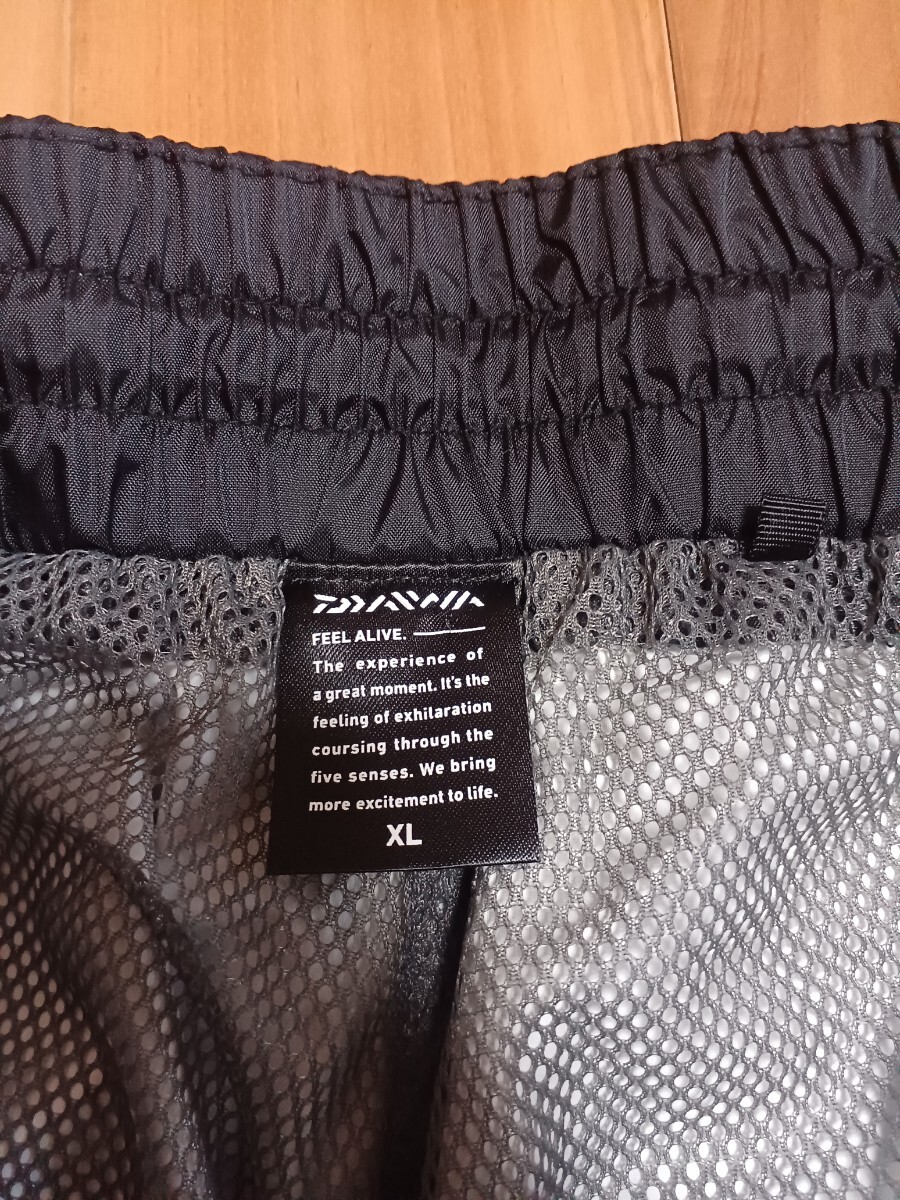 DAIWA
FEEL ALIVE.
The experience of
a great moment. It's the
feeling of exhilaration
coursing through the
five senses. We bring
more excitement to life.
XL